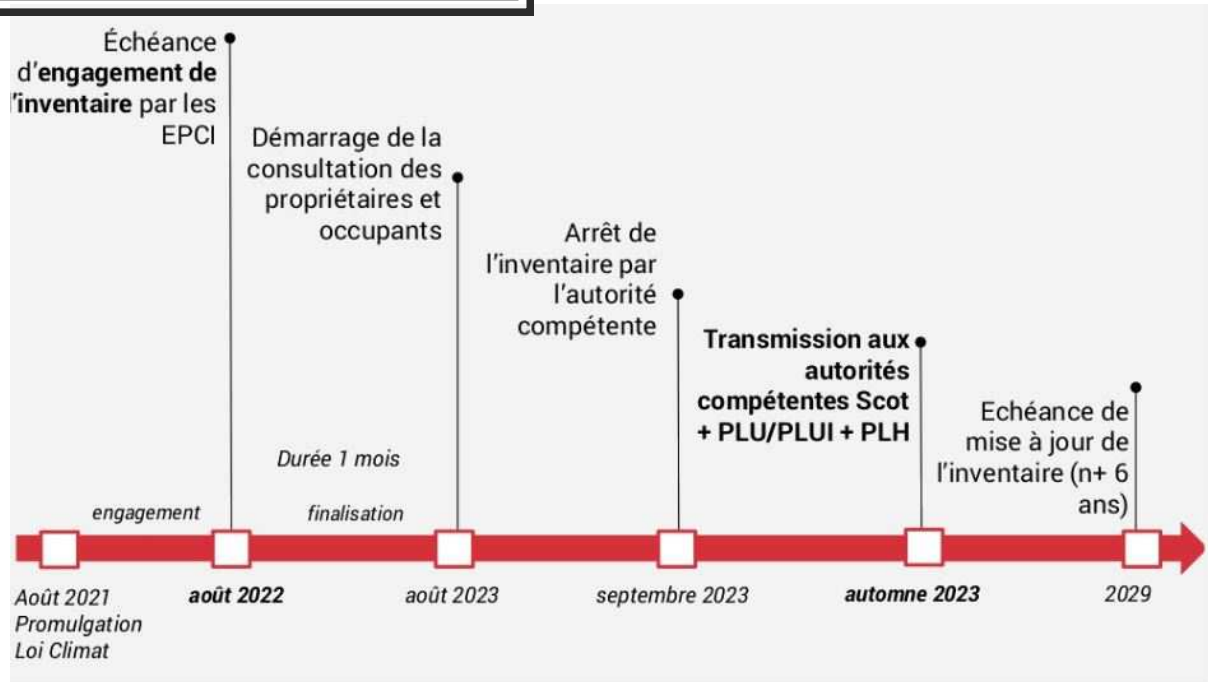 Échéance
d'engagement de
l'inventaire par les
EPCI
Démarrage de la
consultation des
propriétaires et
occupants
Arrêt de
l'inventaire par
l'autorité
compétente
Transmission aux
autorités
compétentes Scot
+ PLU/PLUI + PLH
Echéance de
mise à jour de
l'inventaire (n+ 6
ans)
Durée 1 mois
engagement
finalisation
Août 2021
Promulgation
Loi Climat
août 2022
août 2023
septembre 2023
automne 2023
2029